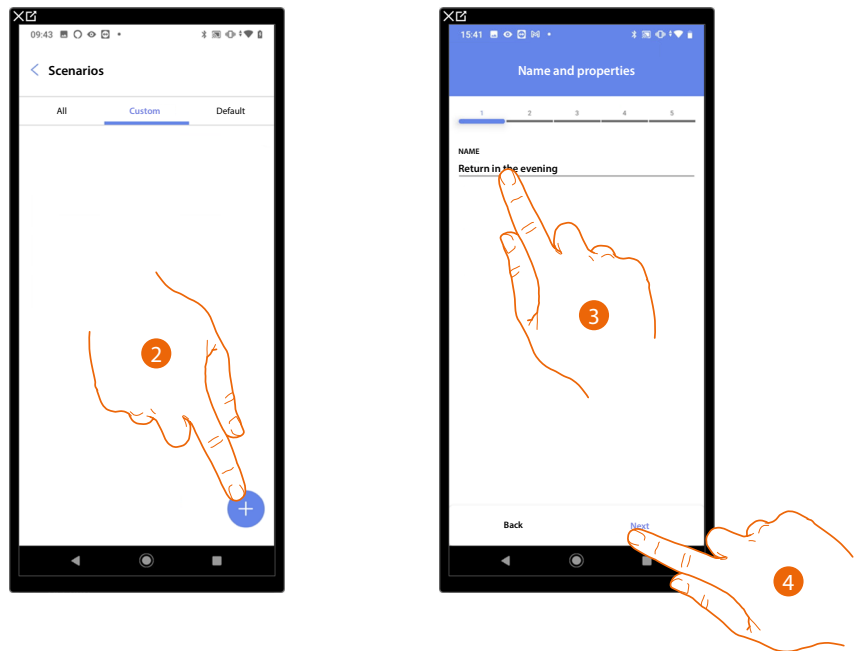 09:43
Scenarios
All Custom Default
2
15:41
Name and properties
1 2 3 4 5
NAME
Return in the evening
3
Back Next
4